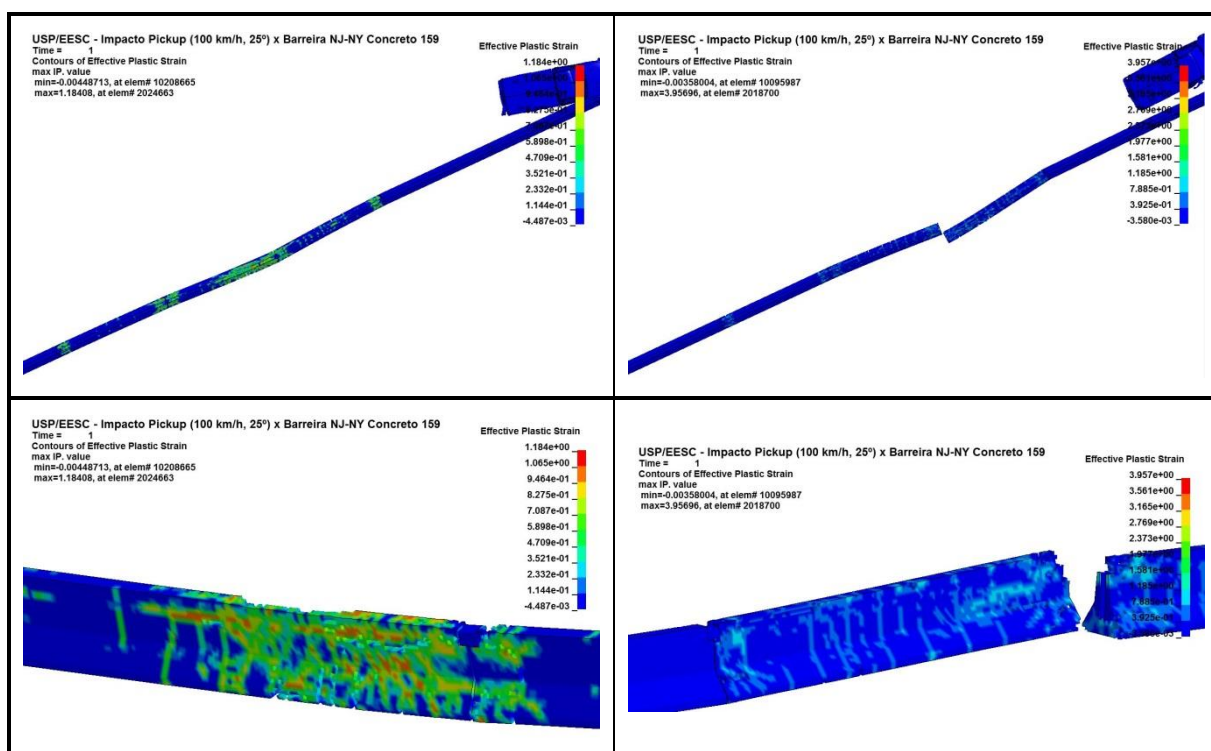 USP/EESC - Impacto Pickup (100 km/h, 25º) x Barreira NJ-NY Concreto 159
Time = 1
Contours of Effective Plastic Strain
max IP. value
min=-0.00448713, at elem# 10208665
max=1.18408, at elem# 2024663
Effective Plastic Strain
1.184e+00
5.898e-01
4.709e-01
3.521e-01
2.332e-01
1.144e-01
-4.487e-03
USP/EESC - Impacto Pickup (100 km/h, 25º) x Barreira NJ-NY Concreto 159
Time = 1
Contours of Effective Plastic Strain
max IP. value
min=-0.00358004, at elem# 10095987
max=3.95696, at elem# 2018700
Effective Plastic Strain
3.957e+00
1.977e+00
1.581e+00
1.185e+00
7.885e-01
3.925e-01
-3.580e-03
USP/EESC - Impacto Pickup (100 km/h, 25º) x Barreira NJ-NY Concreto 159
Time = 1
Contours of Effective Plastic Strain
max IP. value
min=-0.00448713, at elem# 10208665
max=1.18408, at elem# 2024663
Effective Plastic Strain
1.184e+00
1.065e+00
9.464e-01
8.275e-01
7.087e-01
5.898e-01
4.709e-01
3.521e-01
2.332e-01
1.144e-01
-4.487e-03
USP/EESC - Impacto Pickup (100 km/h, 25º) x Barreira NJ-NY Concreto 159
Time = 1
Contours of Effective Plastic Strain
max IP. value
min=-0.00358004, at elem# 10095987
max=3.95696, at elem# 2018700
Effective Plastic Strain
3.957e+00
3.561e+00
3.165e+00
2.769e+00
2.373e+00
1.581e+00
3.925e-01